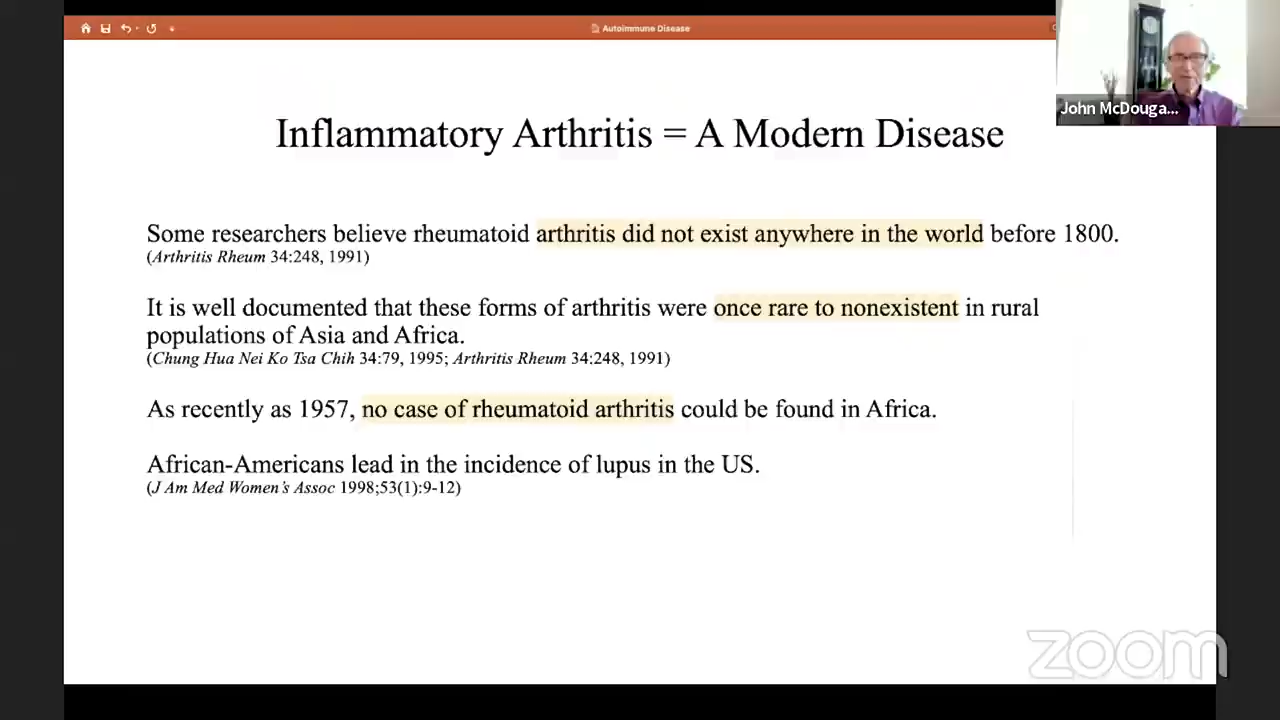 Autoimmune Disease
John McDouga...
Inflammatory Arthritis = A Modern Disease
Some researchers believe rheumatoid arthritis did not exist anywhere in the world before 1800.
(Arthritis Rheum 34:248, 1991)
It is well documented that these forms of arthritis were once rare to nonexistent in rural
populations of Asia and Africa.
(Chung Hua Nei Ko Tsa Chih 34:79, 1995; Arthritis Rheum 34:248, 1991)
As recently as 1957, no case of rheumatoid arthritis could be found in Africa.
African-Americans lead in the incidence of lupus in the US.
(J Am Med Women's Assoc 1998;53(1):9-12)
zoom